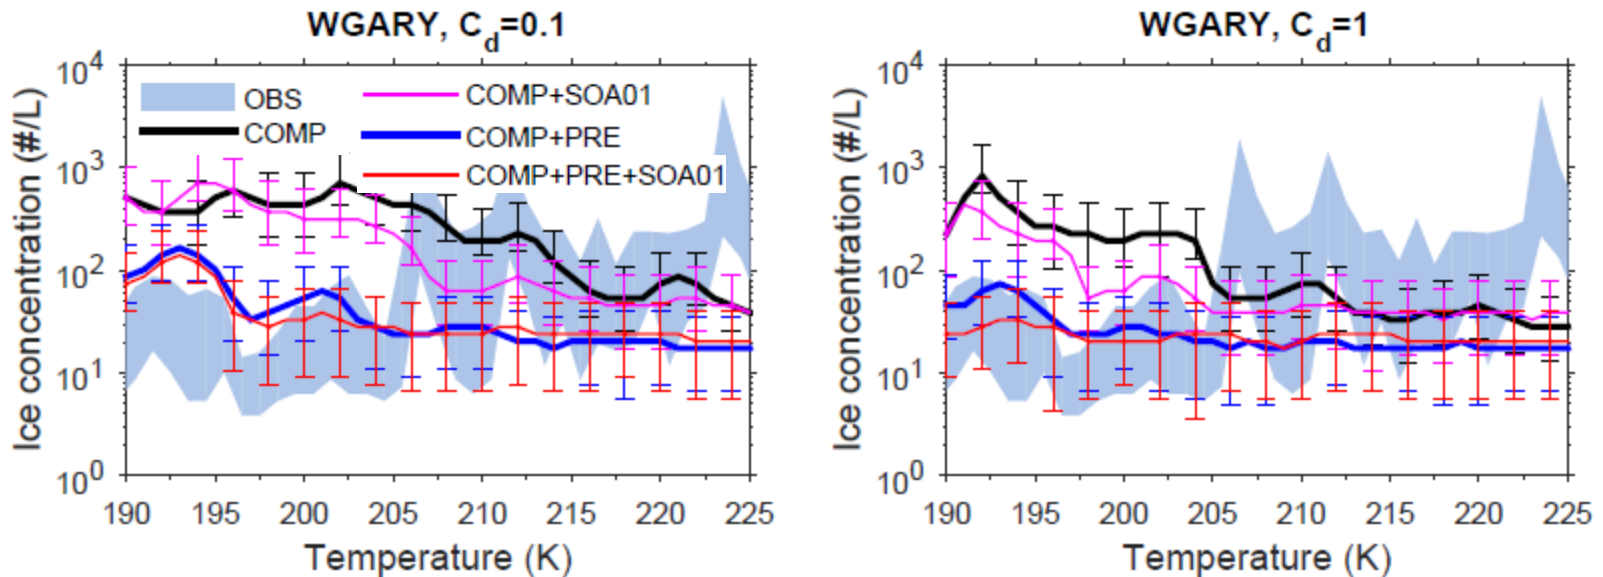 WGARY, Cd=0.1
10^4
10^3
10^2
10^1
10^0
Ice concentration (#/L)
OBS
COMP
COMP+SOA01
COMP+PRE
COMP+PRE+SOA01
190 195 200 205 210 215 220 225
Temperature (K)
WGARY, Cd=1
10^4
10^3
10^2
10^1
10^0
Ice concentration (#/L)
190 195 200 205 210 215 220 225
Temperature (K)